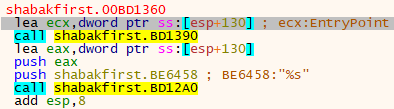 shabakfirst.00BD1360
lea ecx,dword ptr ss:[esp+130] ; ecx:EntryPoint
call shabakfirst.BD1390
lea eax,dword ptr ss:[esp+130]
push eax
push shabakfirst.BE6458 ; BE6458:"%s"
call shabakfirst.BD12A0
add esp,8